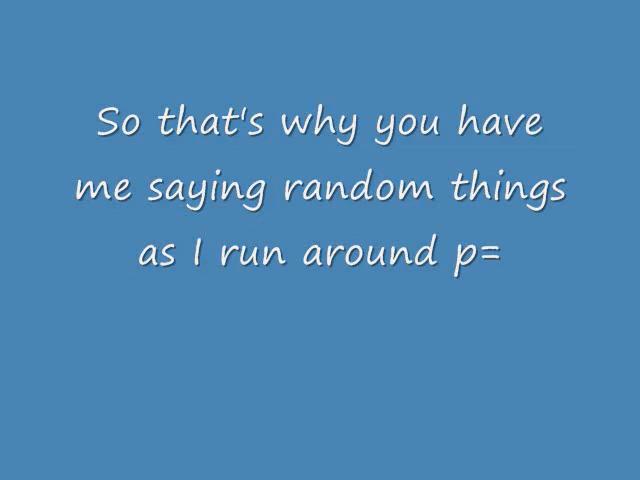 So that's why you have
me saying random things
as I run around p=